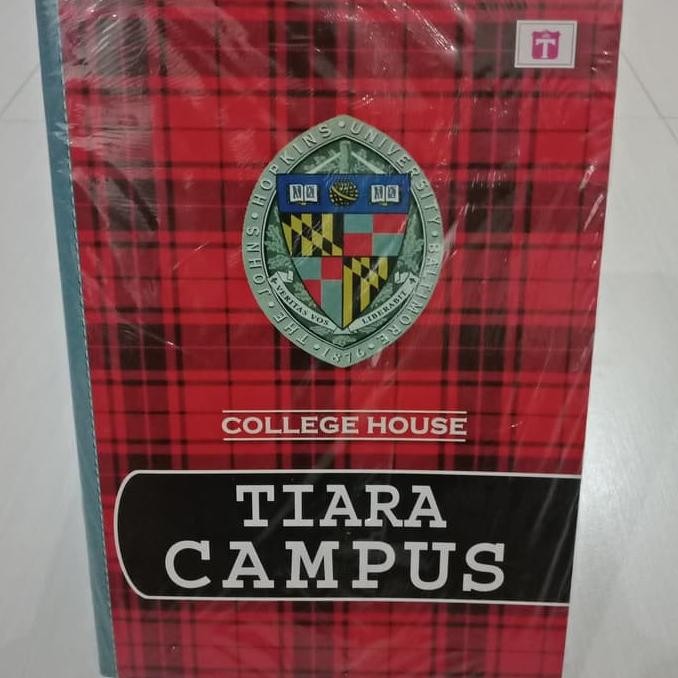 T
THE · JOHNS · HOPKINS · UNIVERSITY · BALTIMORE · 1876 ·
VERITAS VOS LIBERABIT
COLLEGE HOUSE
TIARA
CAMPUS